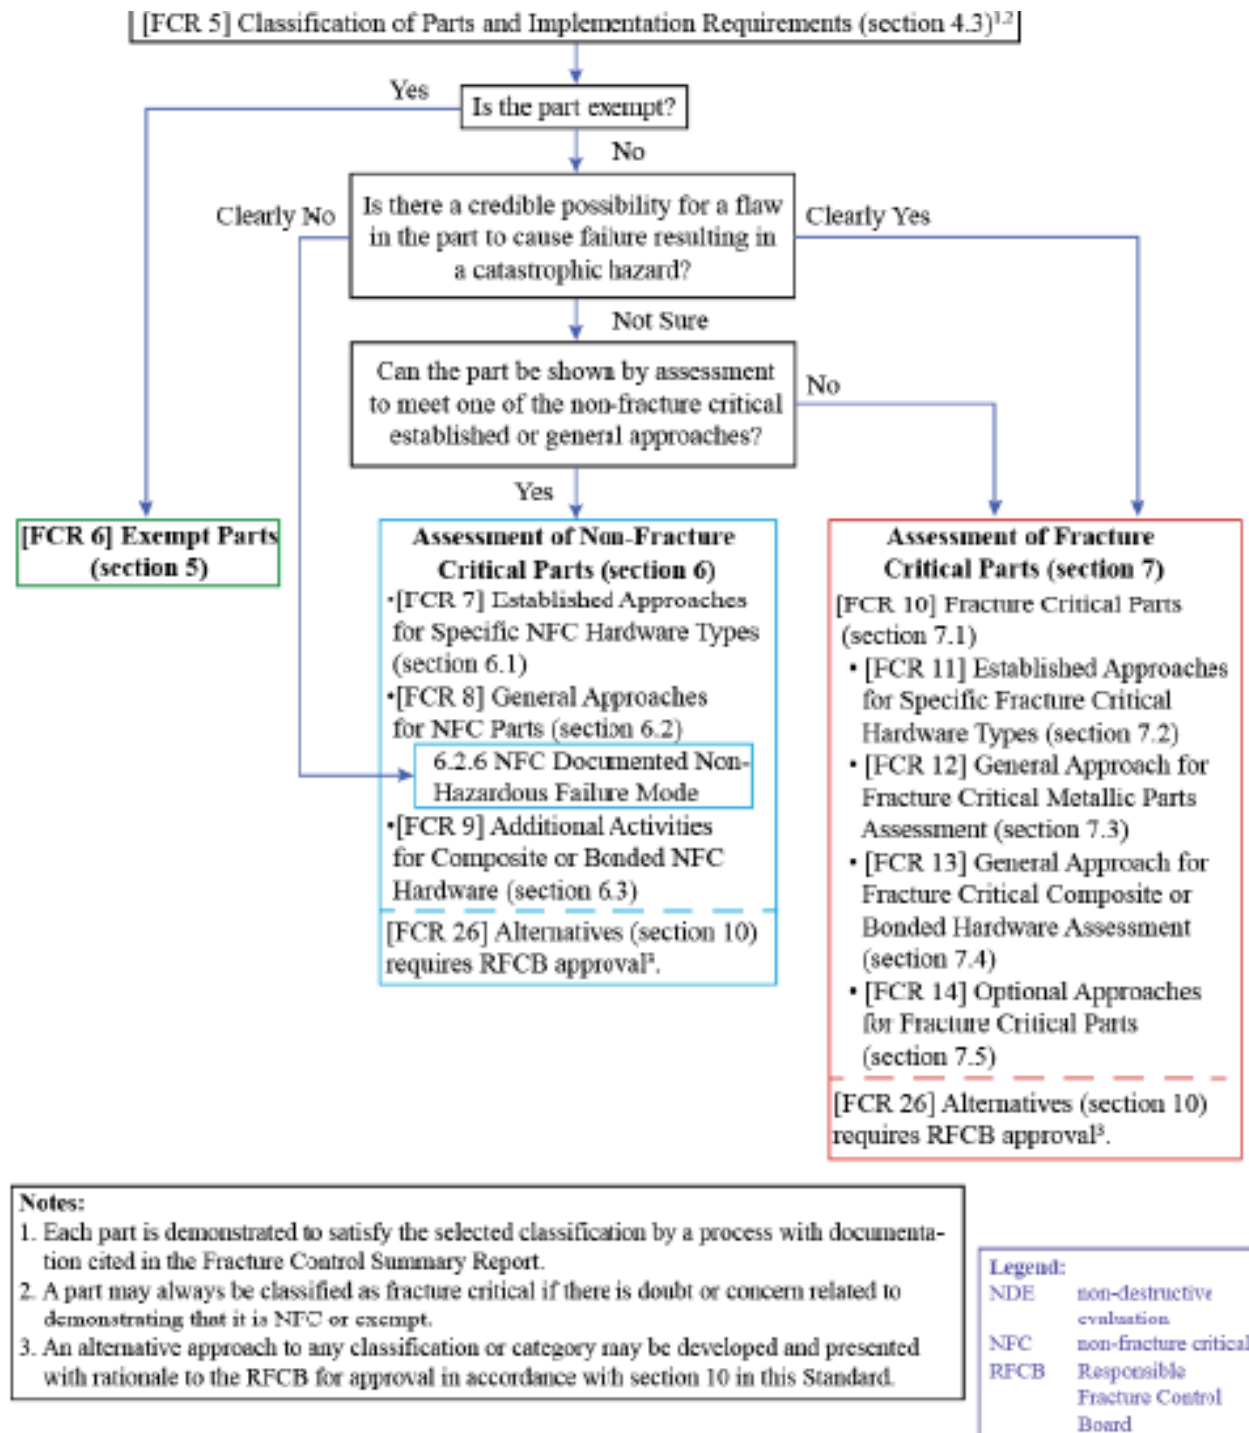 [FCR 5] Classification of Parts and Implementation Requirements (section 4.3)1,2
Yes
Is the part exempt?
No
Clearly No
Is there a credible possibility for a flaw
in the part to cause failure resulting in
a catastrophic hazard?
Clearly Yes
Not Sure
Can the part be shown by assessment
to meet one of the non-fracture critical
established or general approaches?
No
Yes
[FCR 6] Exempt Parts
(section 5)
Assessment of Non-Fracture
Critical Parts (section 6)
•[FCR 7] Established Approaches
for Specific NFC Hardware Types
(section 6.1)
•[FCR 8] General Approaches
for NFC Parts (section 6.2)
6.2.6 NFC Documented Non-
Hazardous Failure Mode
•[FCR 9] Additional Activities
for Composite or Bonded NFC
Hardware (section 6.3)
[FCR 26] Alternatives (section 10)
requires RFCB approval3.
Assessment of Fracture
Critical Parts (section 7)
[FCR 10] Fracture Critical Parts
(section 7.1)
• [FCR 11] Established Approaches
for Specific Fracture Critical
Hardware Types (section 7.2)
• [FCR 12] General Approach for
Fracture Critical Metallic Parts
Assessment (section 7.3)
• [FCR 13] General Approach for
Fracture Critical Composite or
Bonded Hardware Assessment
(section 7.4)
• [FCR 14] Optional Approaches
for Fracture Critical Parts
(section 7.5)
[FCR 26] Alternatives (section 10)
requires RFCB approval3.
Notes:
1. Each part is demonstrated to satisfy the selected classification by a process with documenta-
tion cited in the Fracture Control Summary Report.
2. A part may always be classified as fracture critical if there is doubt or concern related to
demonstrating that it is NFC or exempt.
3. An alternative approach to any classification or category may be developed and presented
with rationale to the RFCB for approval in accordance with section 10 in this Standard.
Legend:
NDE non-destructive
evaluation
NFC non-fracture critical
RFCB Responsible
Fracture Control
Board